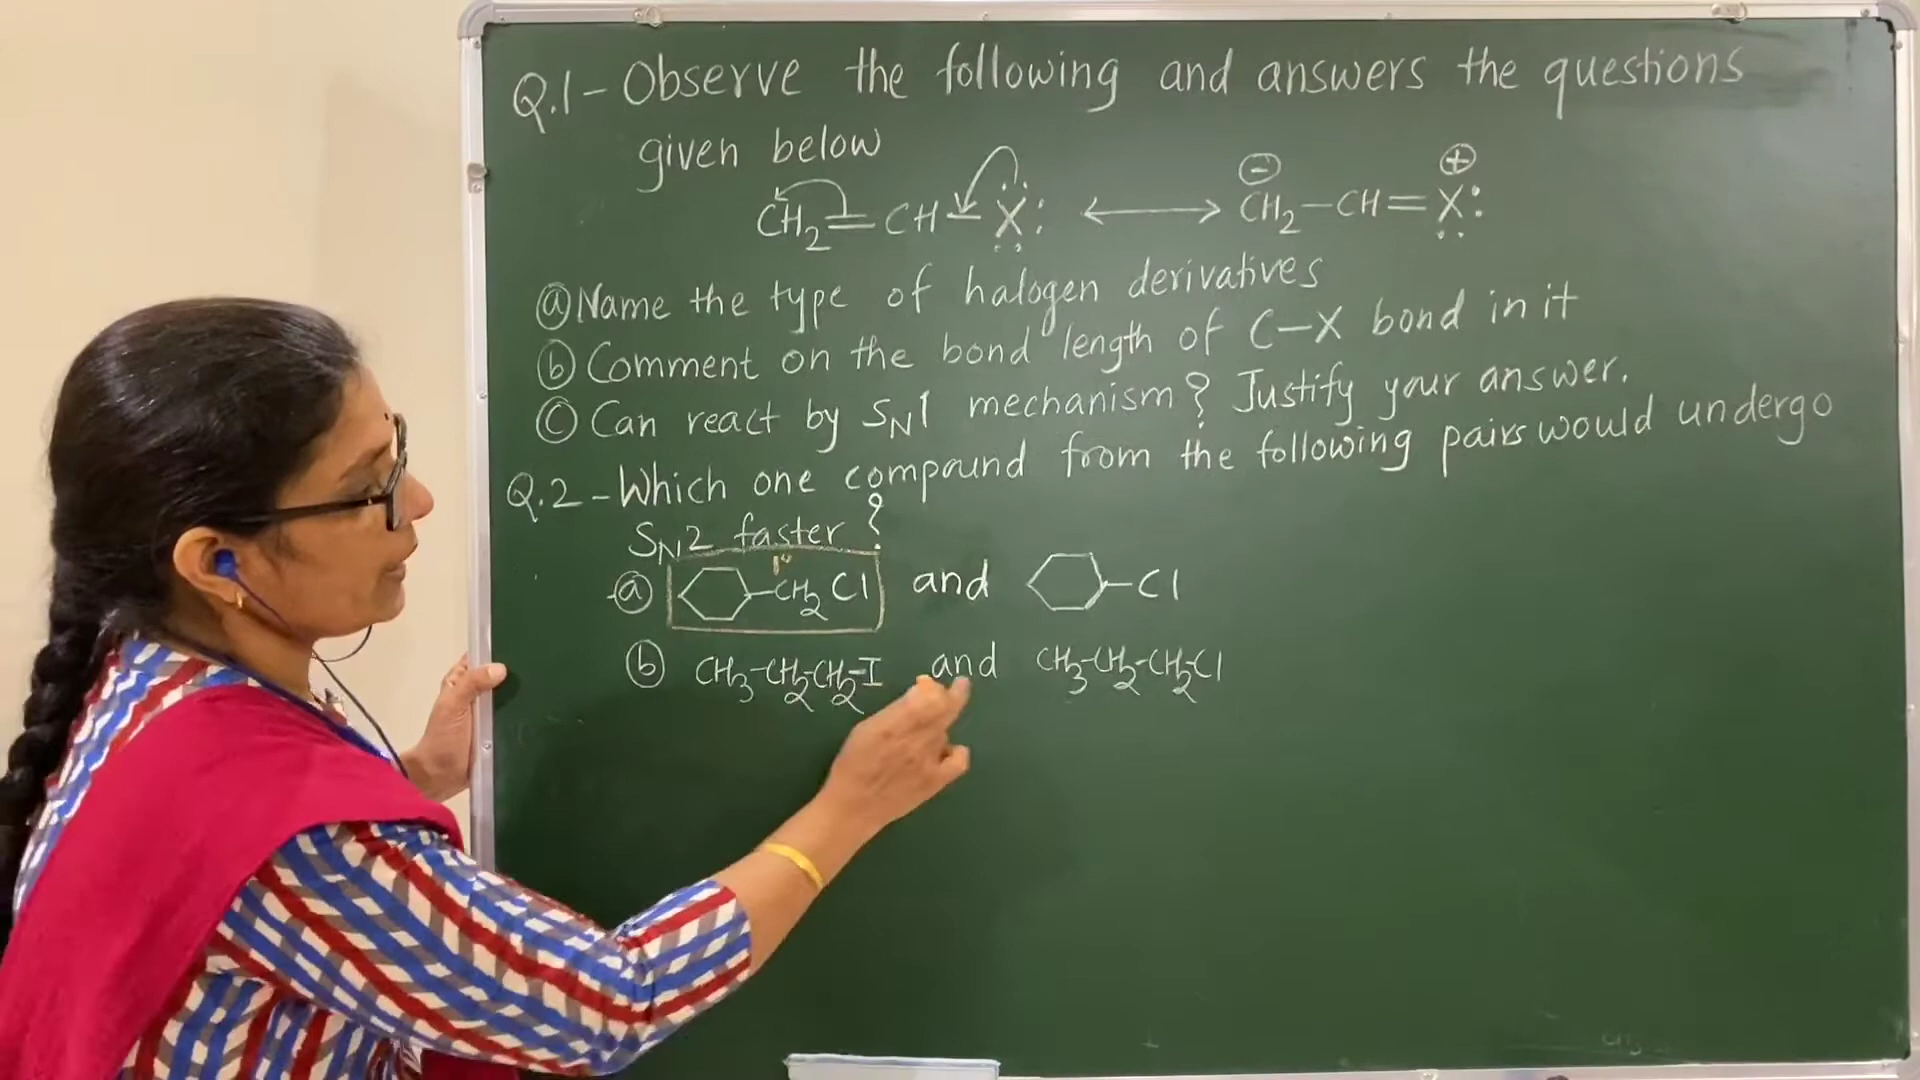 Q.1 - Observe the following and answers the questions
given below
CH₂=CH-X: ⟷ ⊖CH₂-CH=X:⊕
ⓐ Name the type of halogen derivatives
ⓑ Comment on the bond length of C-X bond in it
ⓒ Can react by SN1 mechanism? Justify your answer.
Q.2 - Which one compound from the following pairs would undergo
SN2 faster?
ⓐ -CH₂Cl 1° and -Cl
ⓑ CH₃-CH₂-CH₂-I and CH₃-CH₂-CH₂-Cl